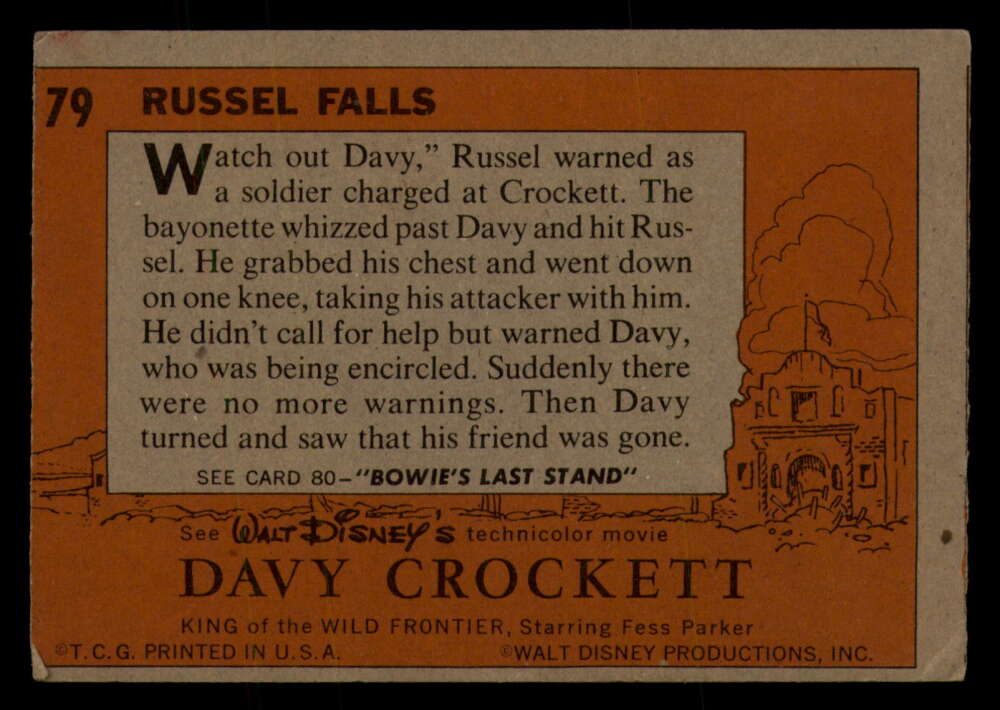 79 RUSSEL FALLS
Watch out Davy,” Russel warned as
a soldier charged at Crockett. The
bayonette whizzed past Davy and hit Rus-
sel. He grabbed his chest and went down
on one knee, taking his attacker with him.
He didn’t call for help but warned Davy,
who was being encircled. Suddenly there
were no more warnings. Then Davy
turned and saw that his friend was gone.
SEE CARD 80–"BOWIE'S LAST STAND"
See WALT DISNEY'S technicolor movie
DAVY CROCKETT
KING of the WILD FRONTIER, Starring Fess Parker
©T.C.G. PRINTED IN U.S.A. ©WALT DISNEY PRODUCTIONS, INC.